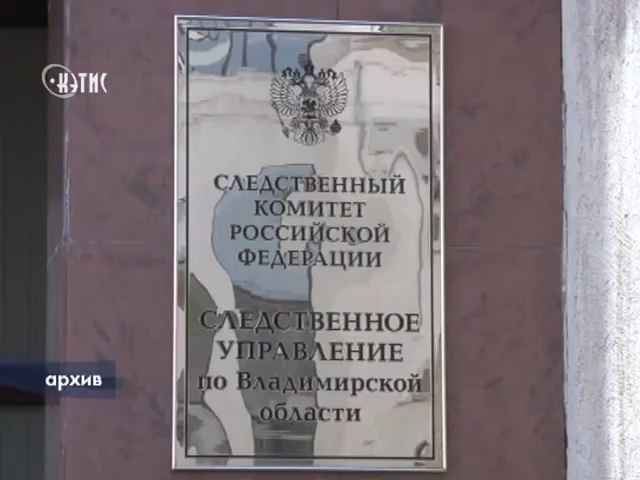 КЭТИС
СЛЕДСТВЕННЫЙ
КОМИТЕТ
РОССИЙСКОЙ
ФЕДЕРАЦИИ
СЛЕДСТВЕННОЕ
УПРАВЛЕНИЕ
по Владимирской
области
архив